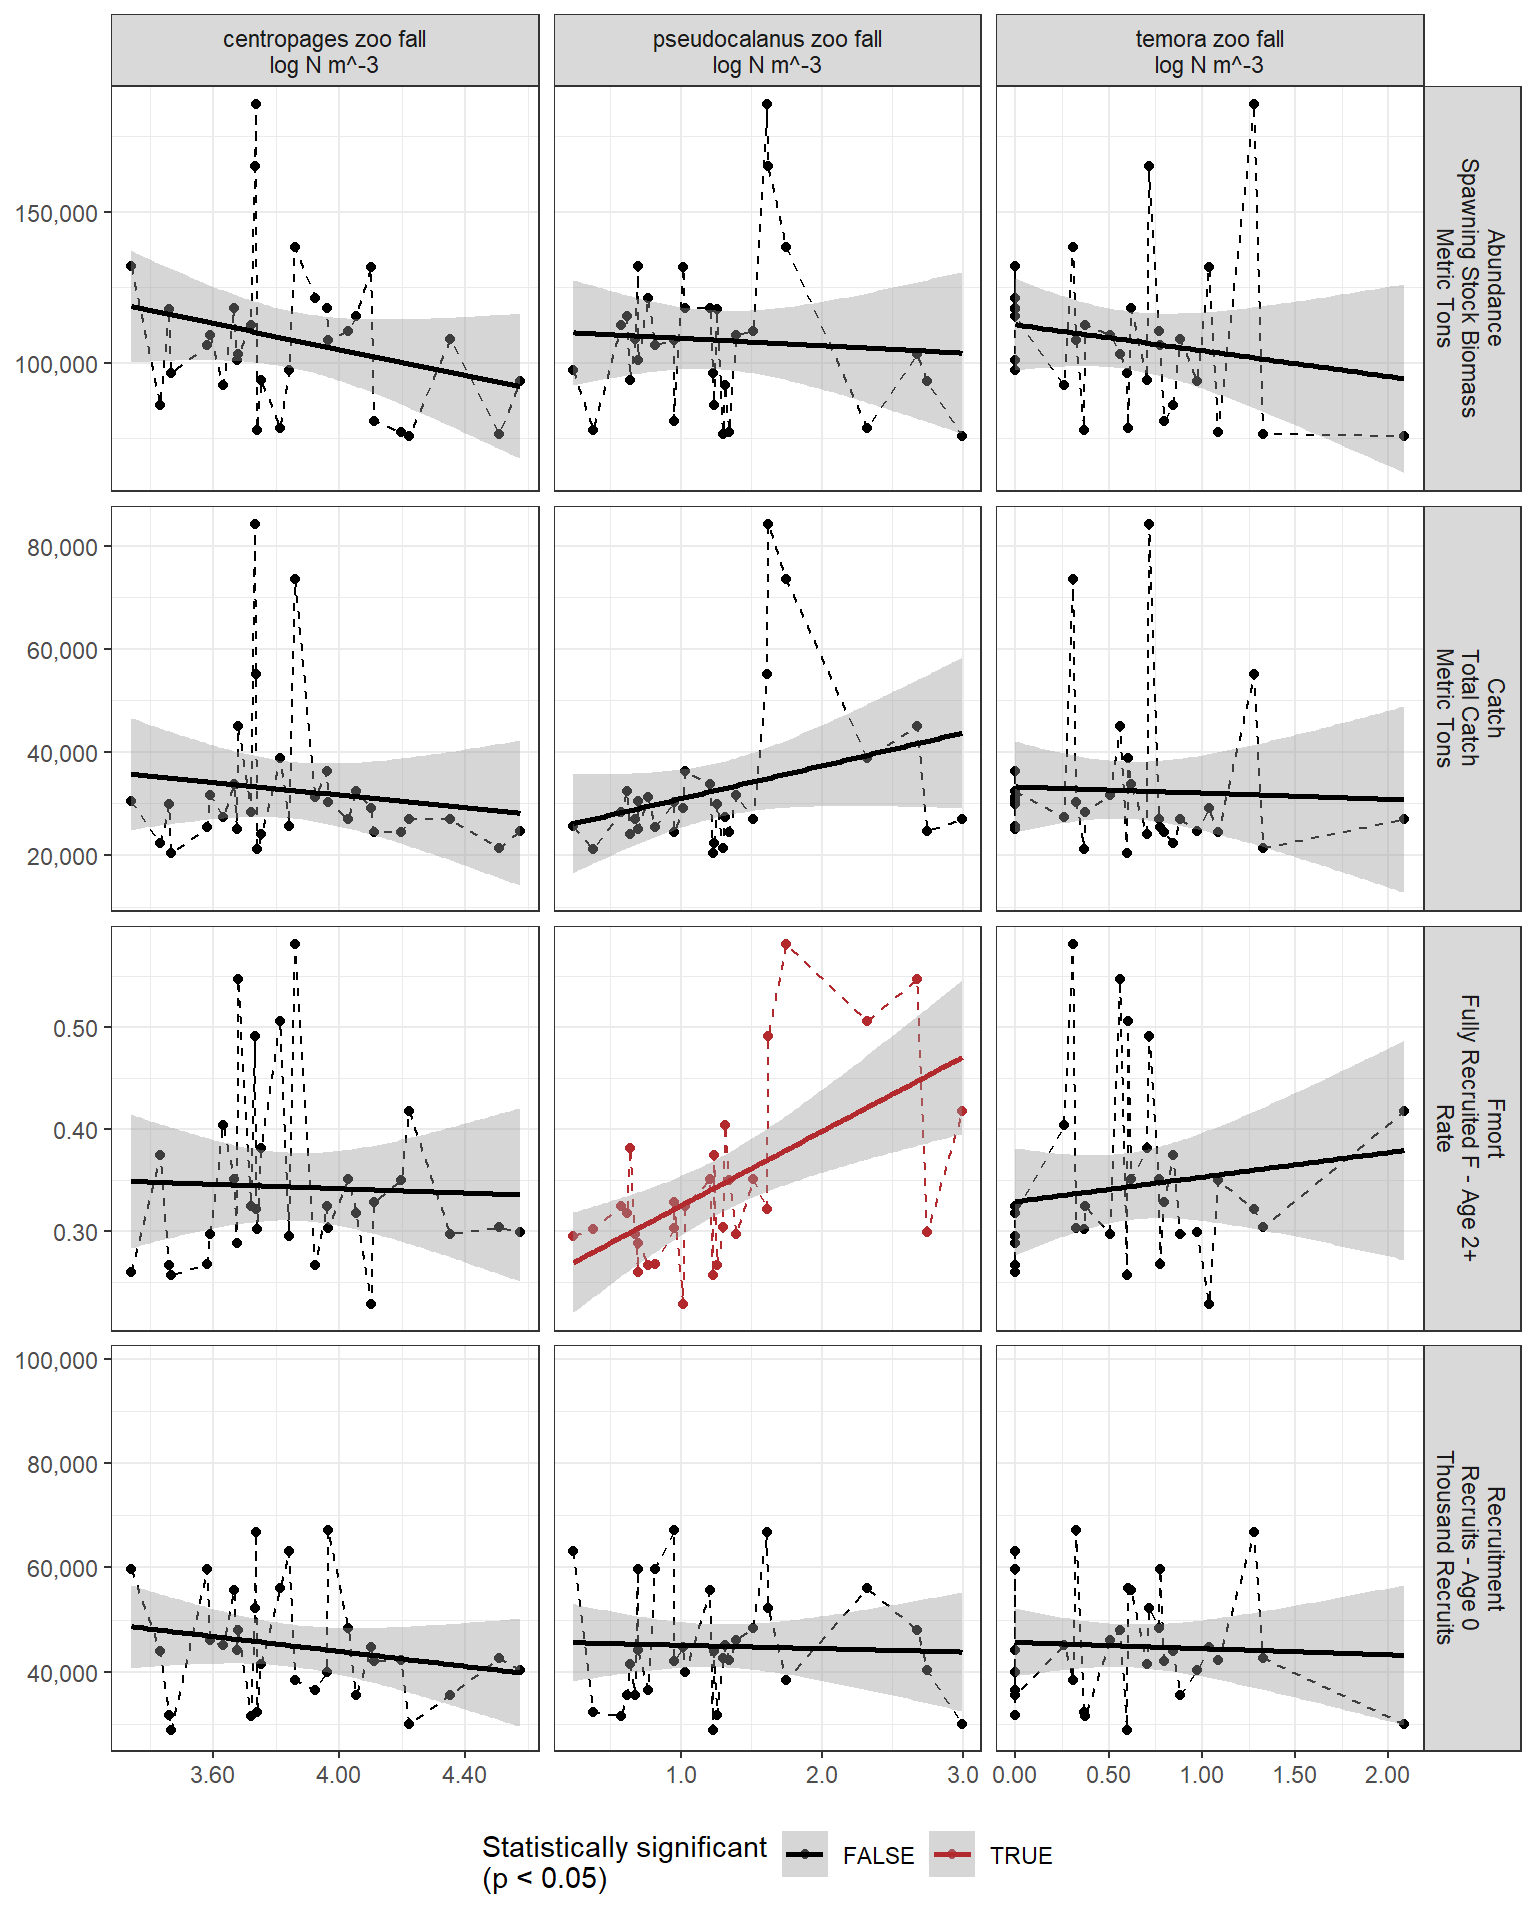 centropages zoo fall
log N m^-3
pseudocalanus zoo fall
log N m^-3
temora zoo fall
log N m^-3
150,000
100,000
Abundance
Spawning Stock Biomass
Metric Tons
80,000
60,000
40,000
20,000
Catch
Total Catch
Metric Tons
0.50
0.40
0.30
Fmort
Fully Recruited F - Age 2+
Rate
100,000
80,000
60,000
40,000
Recruitment
Recruits - Age 0
Thousand Recruits
3.60 4.00 4.40
1.0 2.0 3.0
0.00 0.50 1.00 1.50 2.00
Statistically significant
(p < 0.05)
FALSE
TRUE